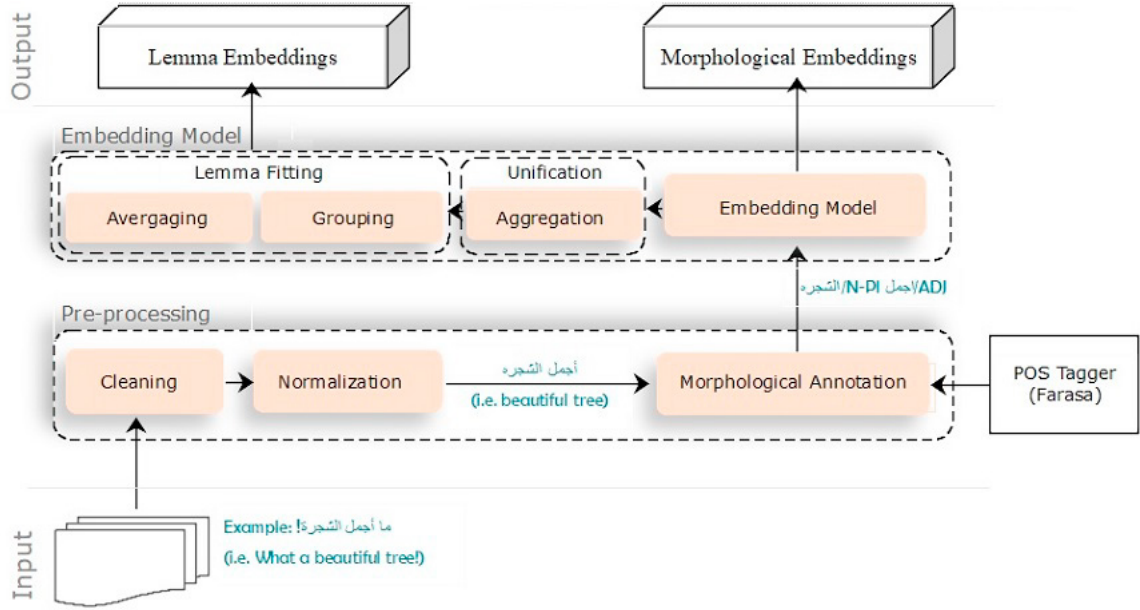 Output
Lemma Embeddings
Morphological Embeddings
Embedding Model
Lemma Fitting
Unification
Avergaging
Grouping
Aggregation
Embedding Model
الشجره/N-PI اجمل/ADJ
Pre-processing
Cleaning
Normalization
أجمل الشجره
(i.e. beautiful tree)
Morphological Annotation
POS Tagger
(Farasa)
Input
Example: ما أجمل الشجرة!
(i.e. What a beautiful tree!)